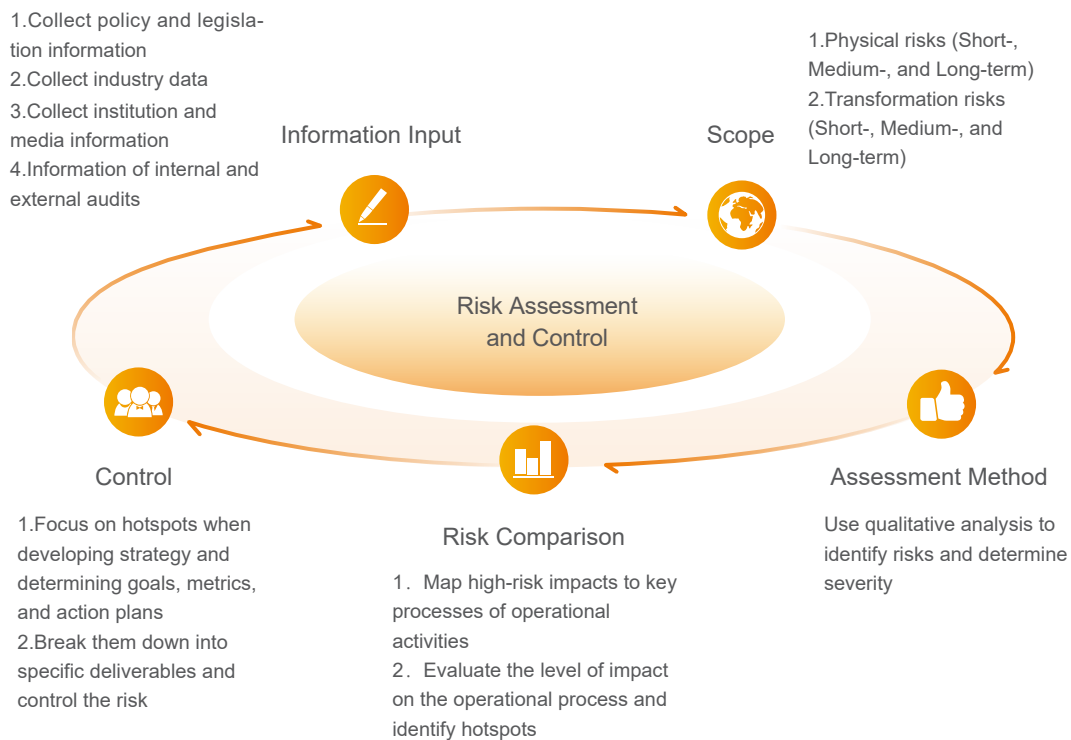 1.Collect policy and legisla-
tion information
2.Collect industry data
3.Collect institution and
media information
4.Information of internal and
external audits
Information Input
Scope
1.Physical risks (Short-,
Medium-, and Long-term)
2.Transformation risks
(Short-, Medium-, and
Long-term)
Risk Assessment
and Control
Control
1.Focus on hotspots when
developing strategy and
determining goals, metrics,
and action plans
2.Break them down into
specific deliverables and
control the risk
Risk Comparison
1. Map high-risk impacts to key
processes of operational
activities
2. Evaluate the level of impact
on the operational process and
identify hotspots
Assessment Method
Use qualitative analysis to
identify risks and determine
severity